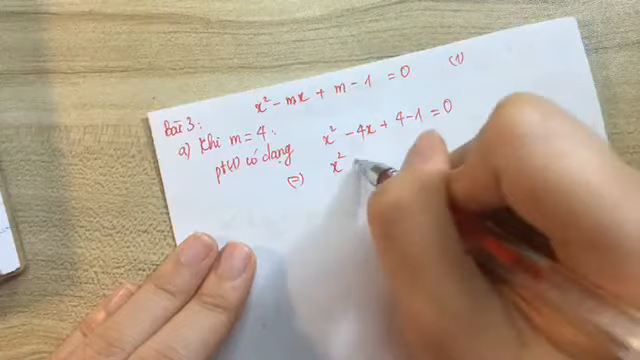 x² - mx + m - 1 = 0 (1)
Bài 3:
a) Khi m = 4: x² - 4x + 4 - 1 = 0
pt(1) có dạng
(=) x²